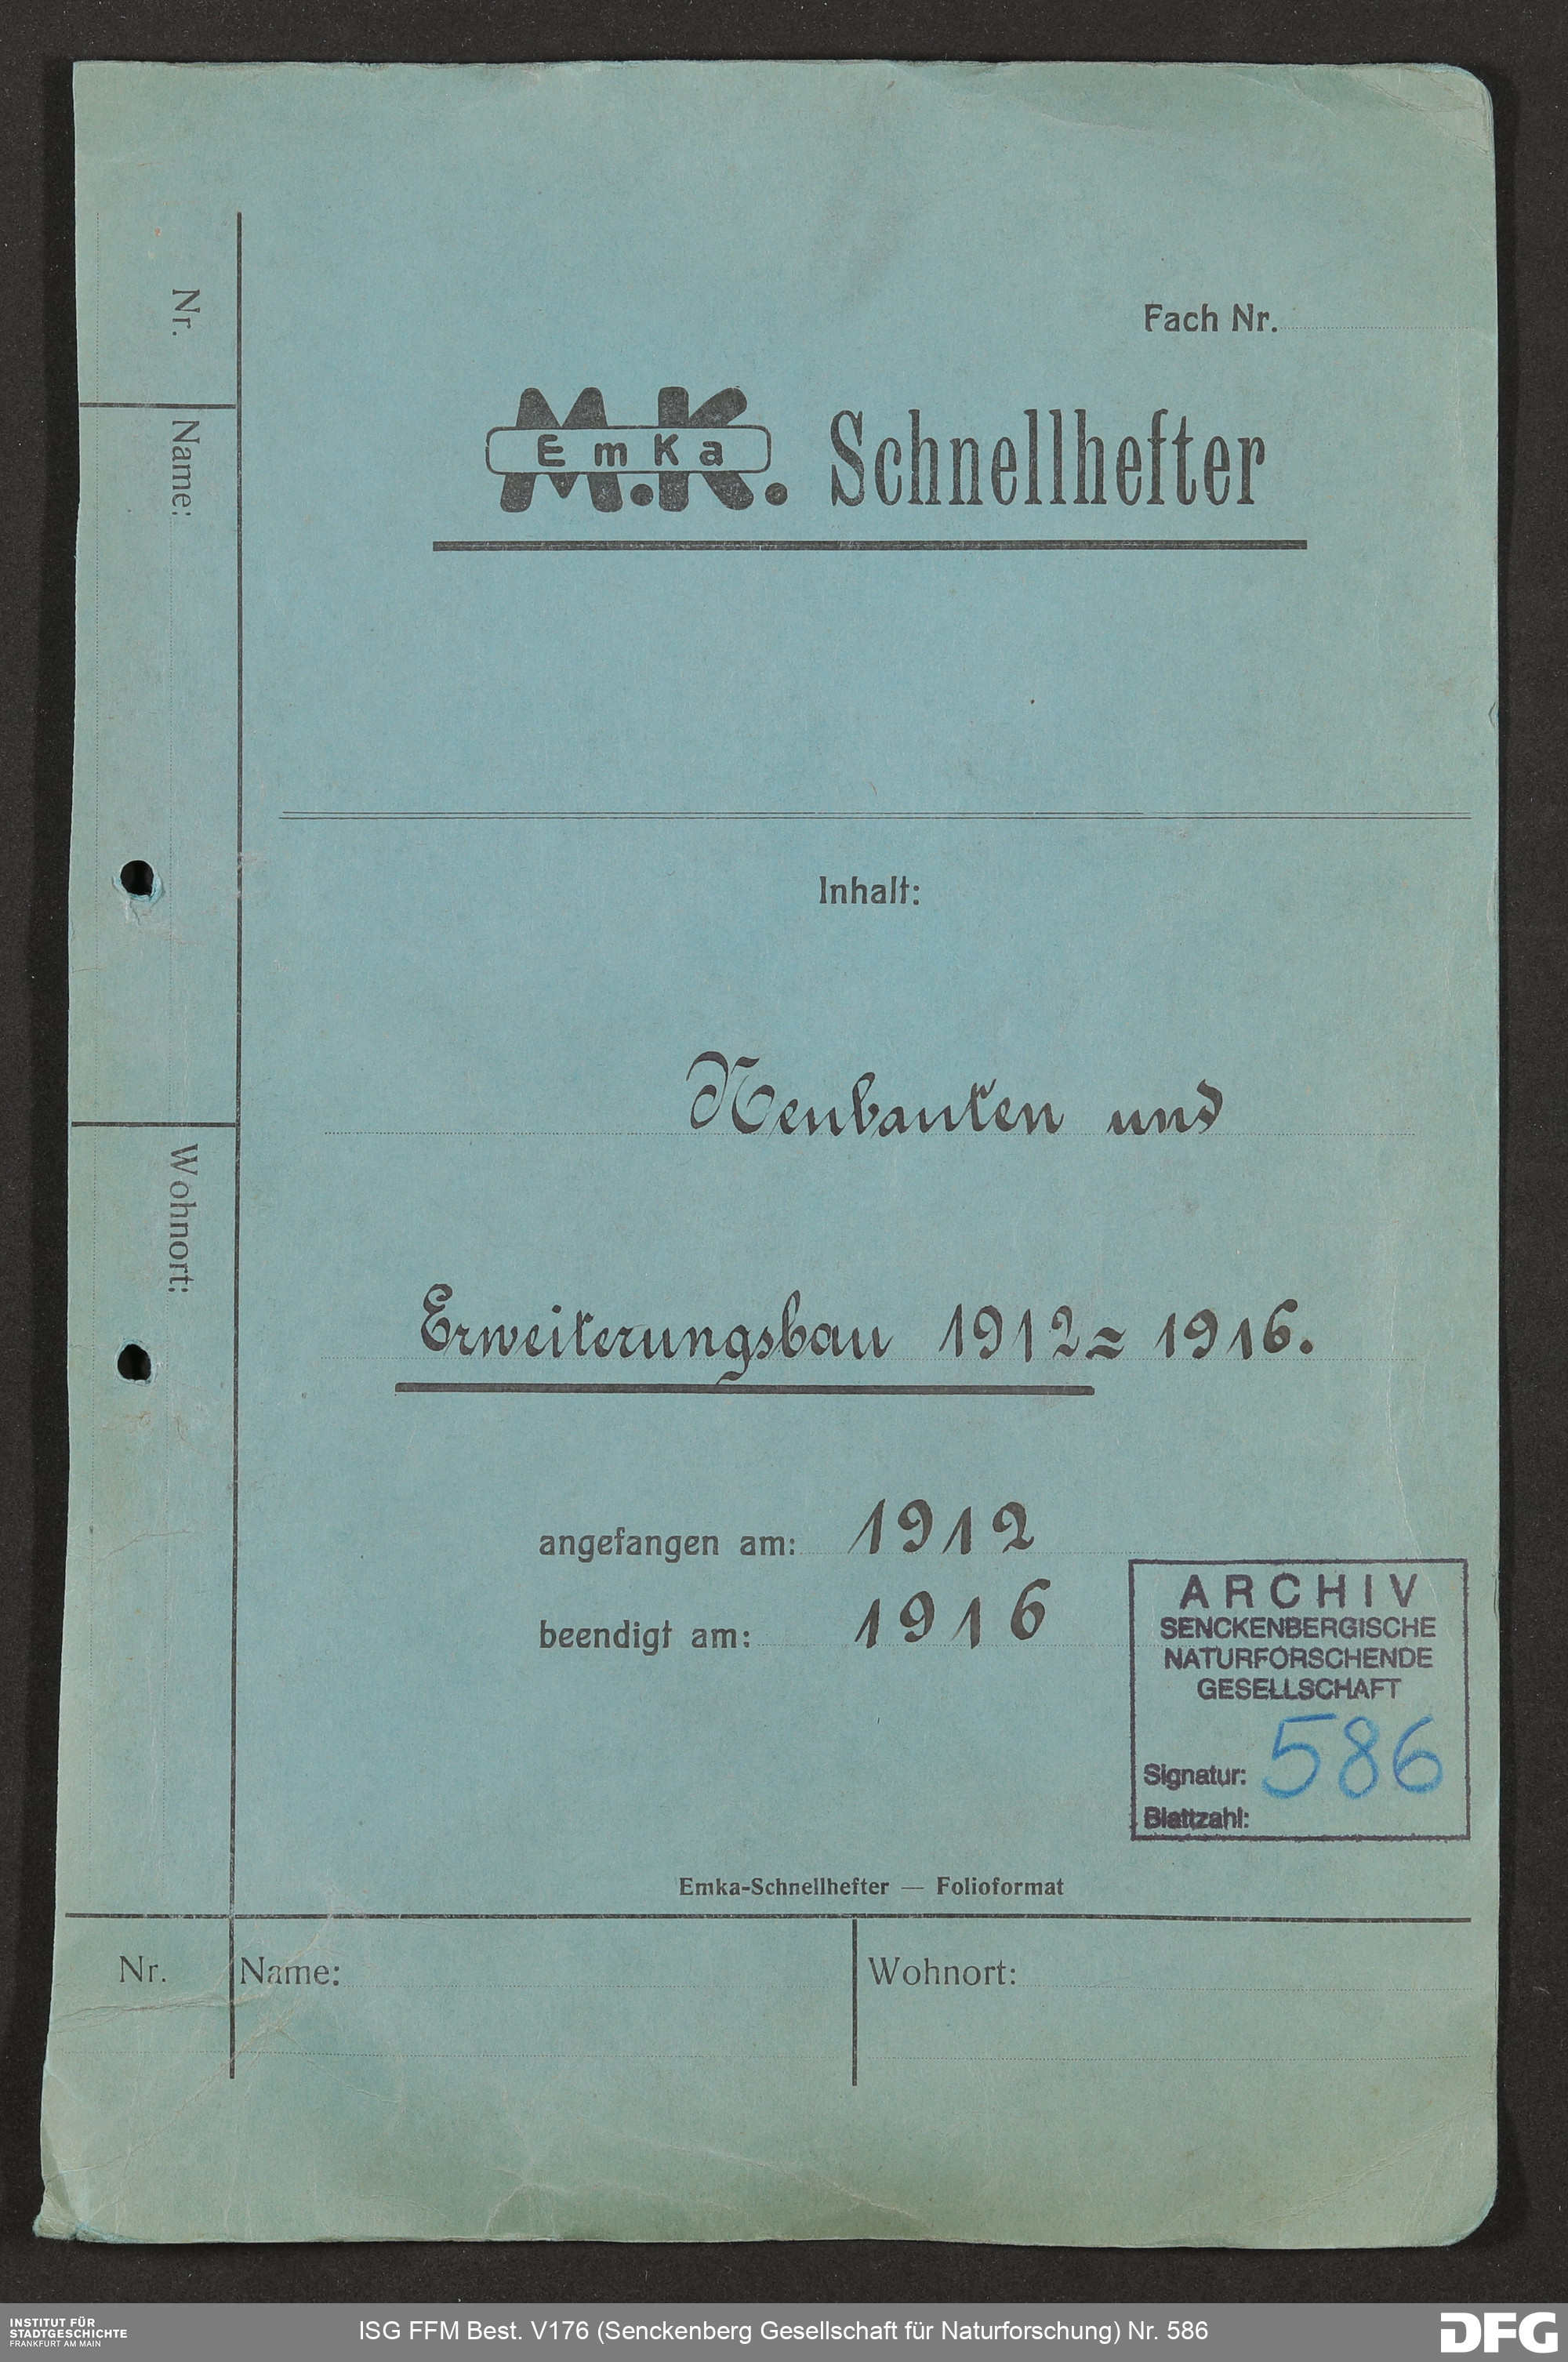 Nr.
Name:
Wohnort:
Fach Nr.
M.K.
EmKa
Schnellhefter
Inhalt:
Neubauten und
Erweiterungsbau 1912 = 1916.
angefangen am: 1912
beendigt am: 1916
ARCHIV
SENCKENBERGISCHE
NATURFORSCHENDE
GESELLSCHAFT
Signatur: 586
Blattzahl:
Emka-Schnellhefter — Folioformat
Nr. Name: Wohnort:
INSTITUT FÜR
STADTGESCHICHTE
FRANKFURT AM MAIN
ISG FFM Best. V176 (Senckenberg Gesellschaft für Naturforschung) Nr. 586
DFG